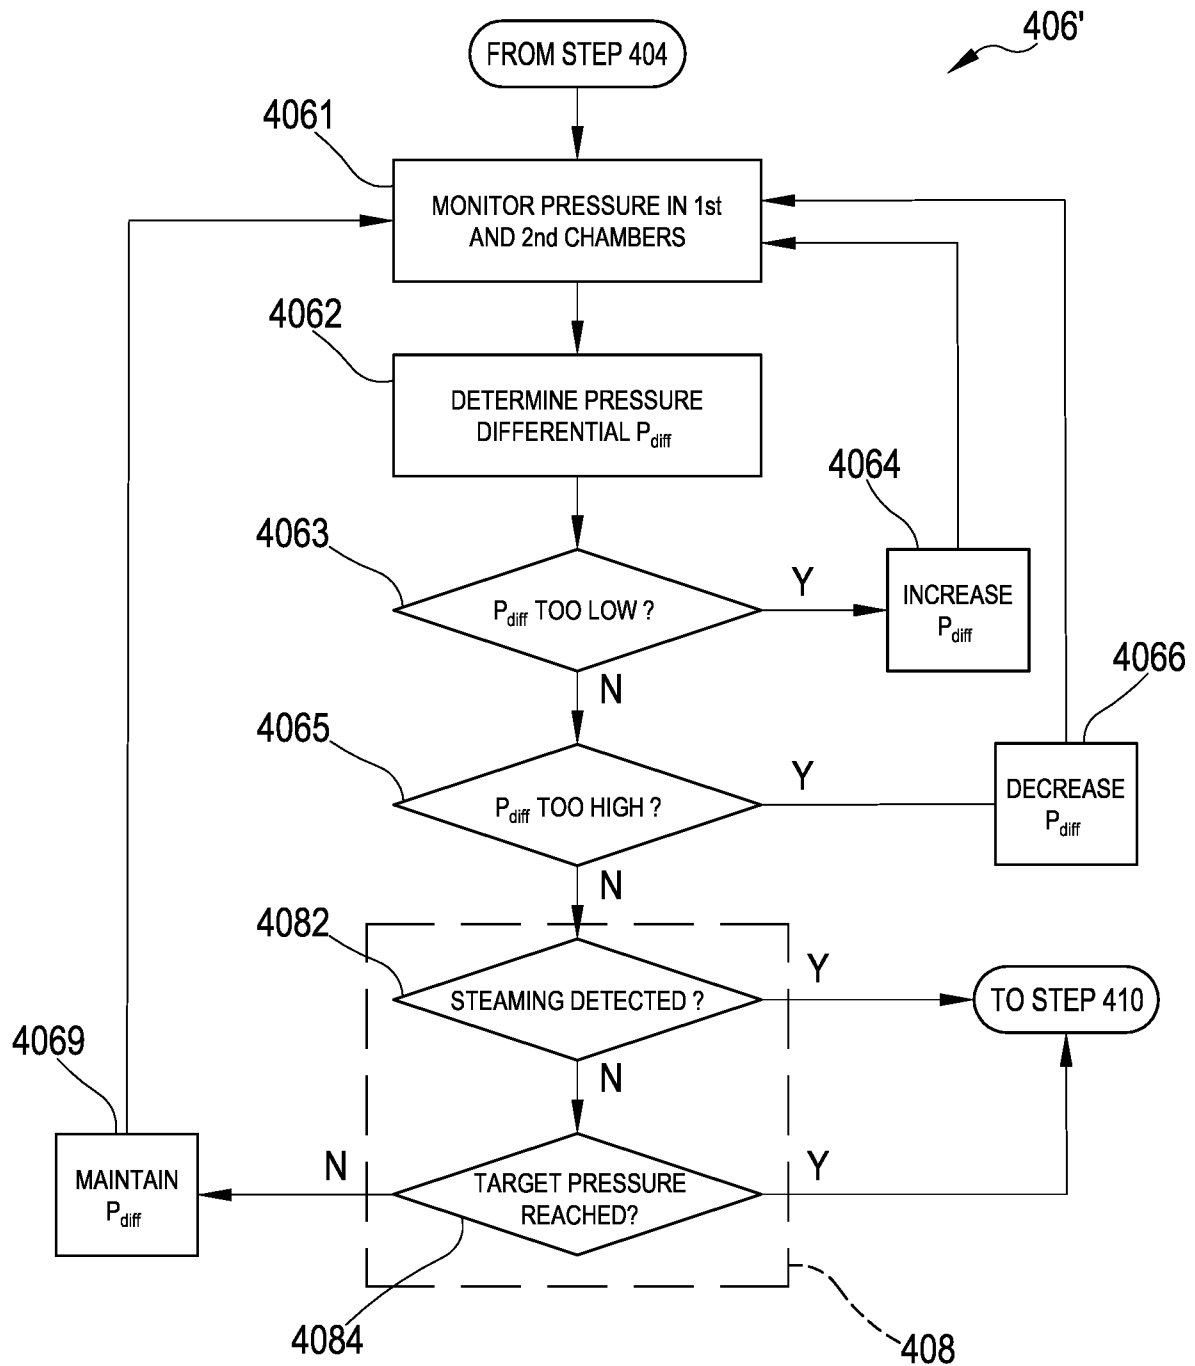 406'
FROM STEP 404
4061
MONITOR PRESSURE IN 1st
AND 2nd CHAMBERS
4062
DETERMINE PRESSURE
DIFFERENTIAL Pdiff
4063
Pdiff TOO LOW ?
Y
4064
INCREASE
Pdiff
N
4065
Pdiff TOO HIGH ?
Y
4066
DECREASE
Pdiff
N
4082
STEAMING DETECTED ?
Y
TO STEP 410
N
4069
MAINTAIN
Pdiff
N
TARGET PRESSURE
REACHED?
Y
4084
408